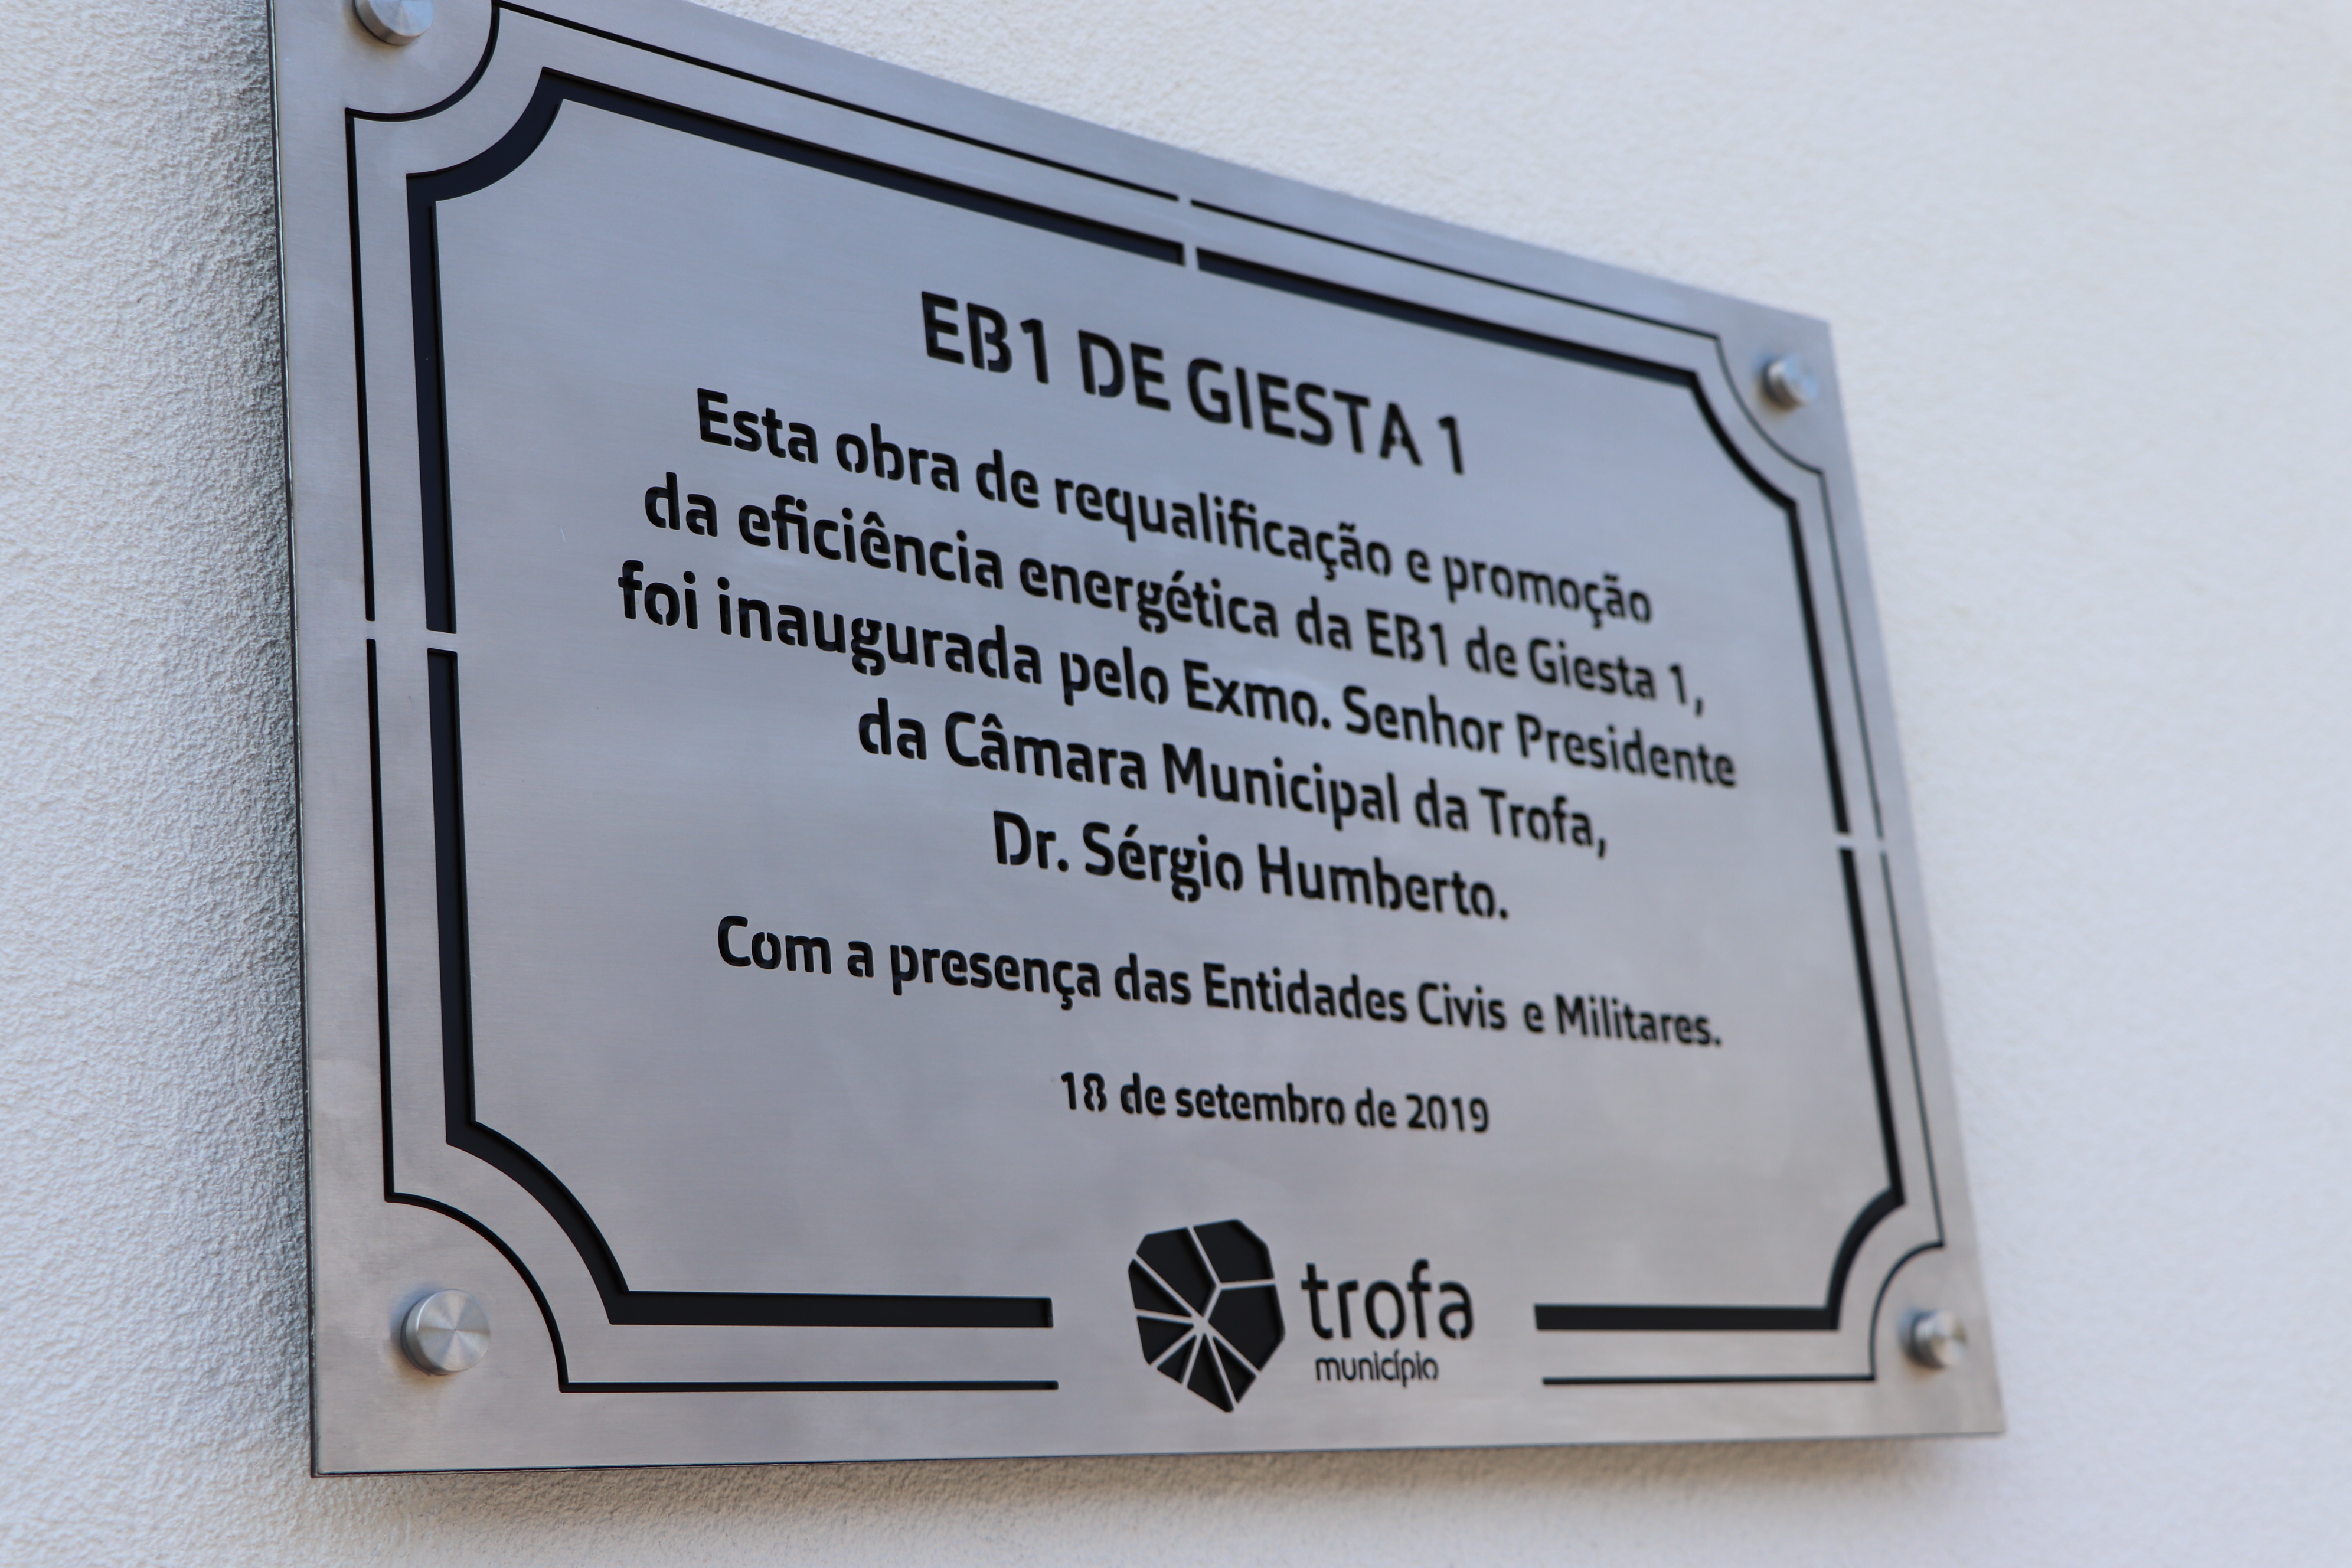 EB1 DE GIESTA 1
Esta obra de requalificação e promoção
da eficiência energética da EB1 de Giesta 1,
foi inaugurada pelo Exmo. Senhor Presidente
da Câmara Municipal da Trofa,
Dr. Sérgio Humberto.
Com a presença das Entidades Civis e Militares.
18 de setembro de 2019
trofa
município